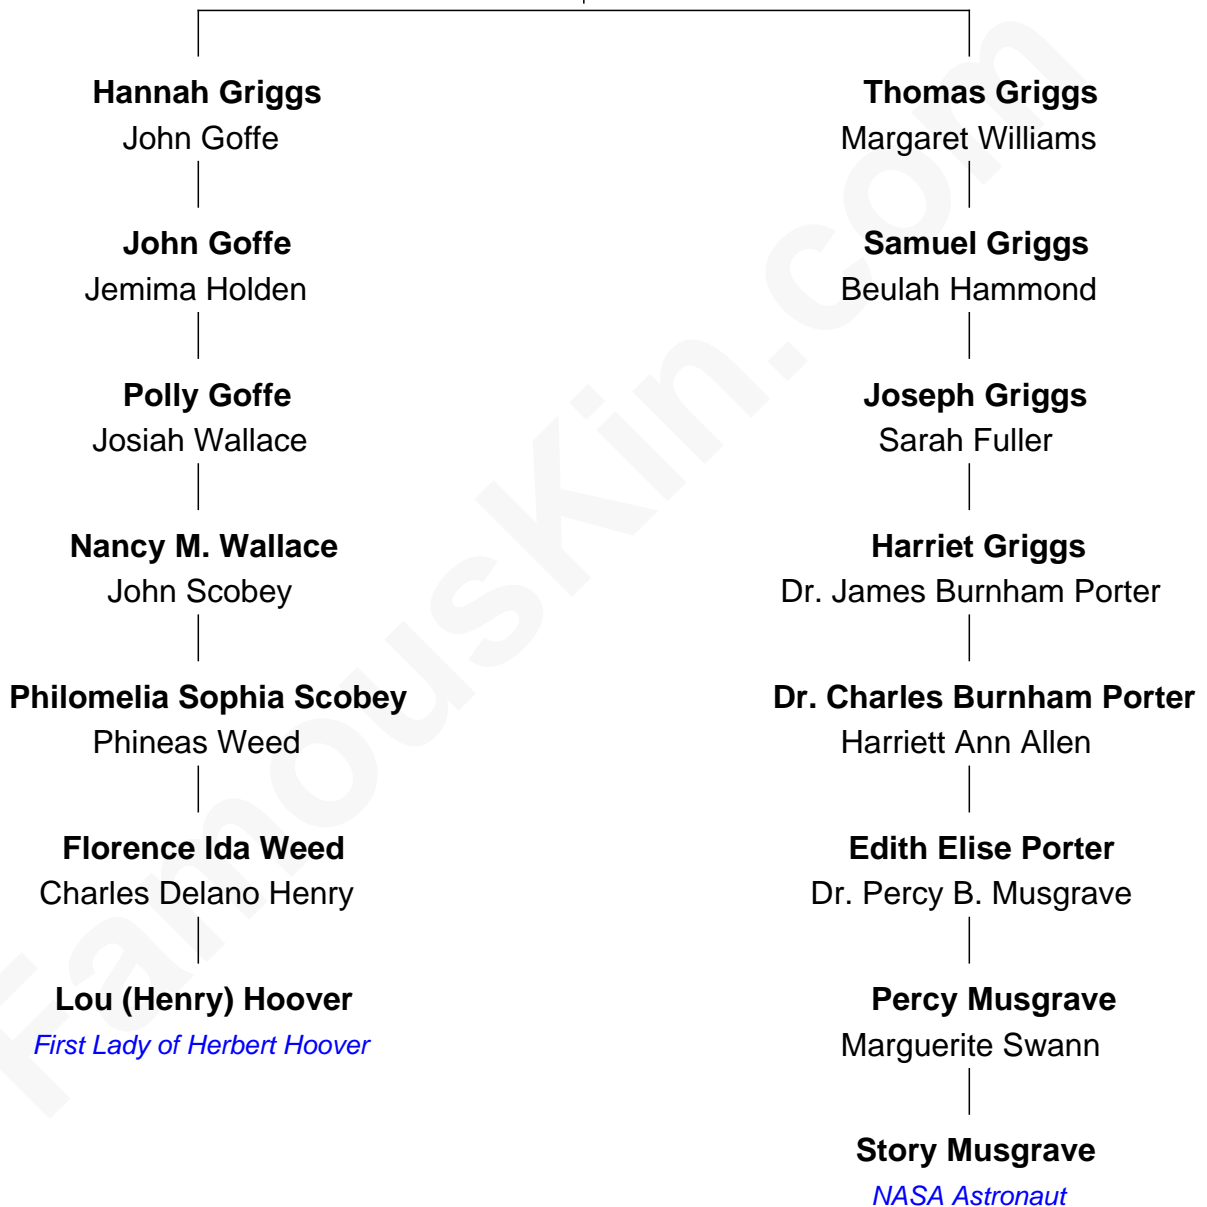 Hannah Griggs
John Goffe
John Goffe
Jemima Holden
Polly Goffe
Josiah Wallace
Nancy M. Wallace
John Scobey
Philomelia Sophia Scobey
Phineas Weed
Florence Ida Weed
Charles Delano Henry
Lou (Henry) Hoover
First Lady of Herbert Hoover
Thomas Griggs
Margaret Williams
Samuel Griggs
Beulah Hammond
Joseph Griggs
Sarah Fuller
Harriet Griggs
Dr. James Burnham Porter
Dr. Charles Burnham Porter
Harriett Ann Allen
Edith Elise Porter
Dr. Percy B. Musgrave
Percy Musgrave
Marguerite Swann
Story Musgrave
NASA Astronaut
FamousKin.com